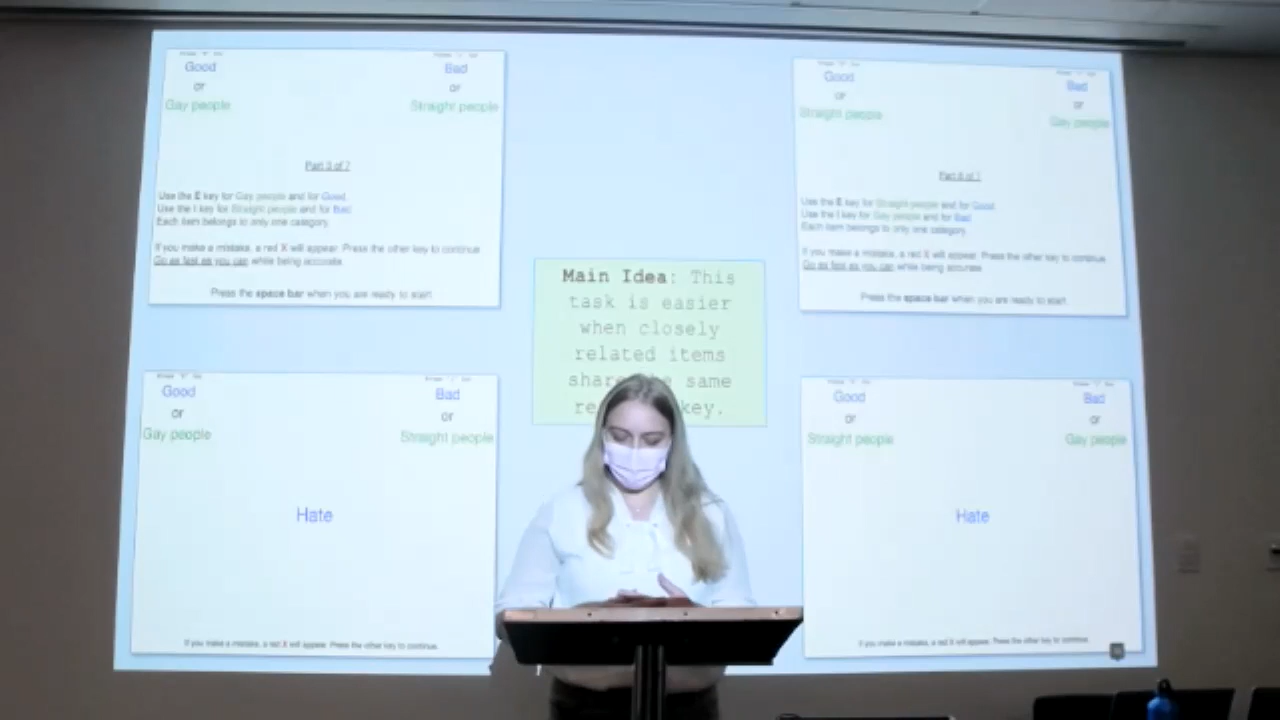 Good
or
Gay people
Bad
or
Straight people
Part 3 of 7
Use the E key for Gay people and for Good.
Use the I key for Straight people and for Bad.
Each item belongs to only one category.
If you make a mistake, a red X will appear. Press the other key to continue.
Go as fast as you can while being accurate.
Press the space bar when you are ready to start.
Good
or
Straight people
Bad
or
Gay people
Part 6 of 7
Use the E key for Straight people and for Good.
Use the I key for Gay people and for Bad.
Each item belongs to only one category.
If you make a mistake, a red X will appear. Press the other key to continue.
Go as fast as you can while being accurate.
Press the space bar when you are ready to start.
Main Idea: This
task is easier
when closely
related items
same
key.
Good
or
Gay people
Bad
or
Straight people
Hate
If you make a mistake, a red X will appear. Press the other key to continue.
Good
or
Straight people
Bad
or
Gay people
Hate
If you make a mistake, a red X will appear. Press the other key to continue.